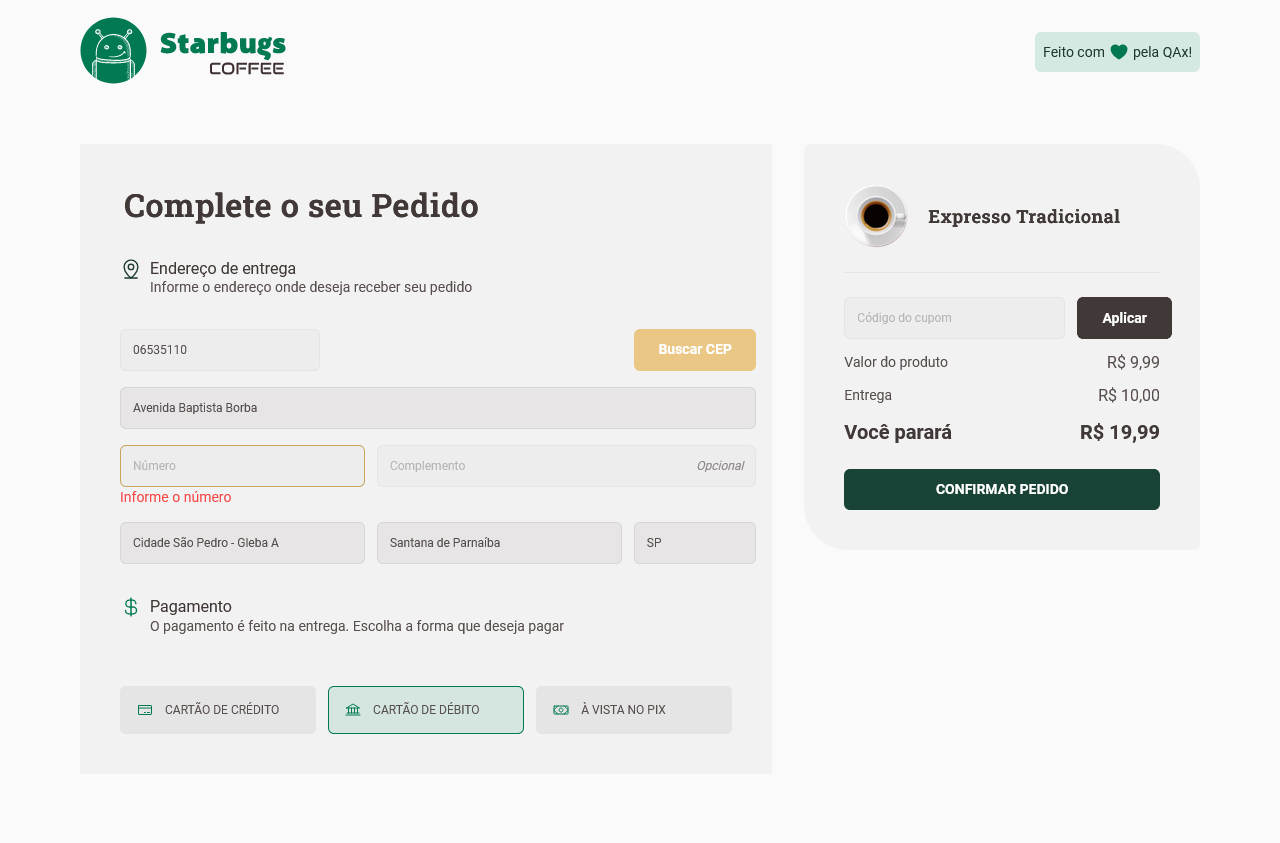 Starbugs
COFFEE
Feito com pela QAx!
Complete o seu Pedido
Endereço de entrega
Informe o endereço onde deseja receber seu pedido
06535110
Buscar CEP
Avenida Baptista Borba
Número
Complemento
Opcional
Informe o número
Cidade São Pedro - Gleba A
Santana de Parnaíba
SP
Pagamento
O pagamento é feito na entrega. Escolha a forma que deseja pagar
CARTÃO DE CRÉDITO
CARTÃO DE DÉBITO
À VISTA NO PIX
Expresso Tradicional
Código do cupom
Aplicar
Valor do produto R$ 9,99
Entrega R$ 10,00
Você parará R$ 19,99
CONFIRMAR PEDIDO